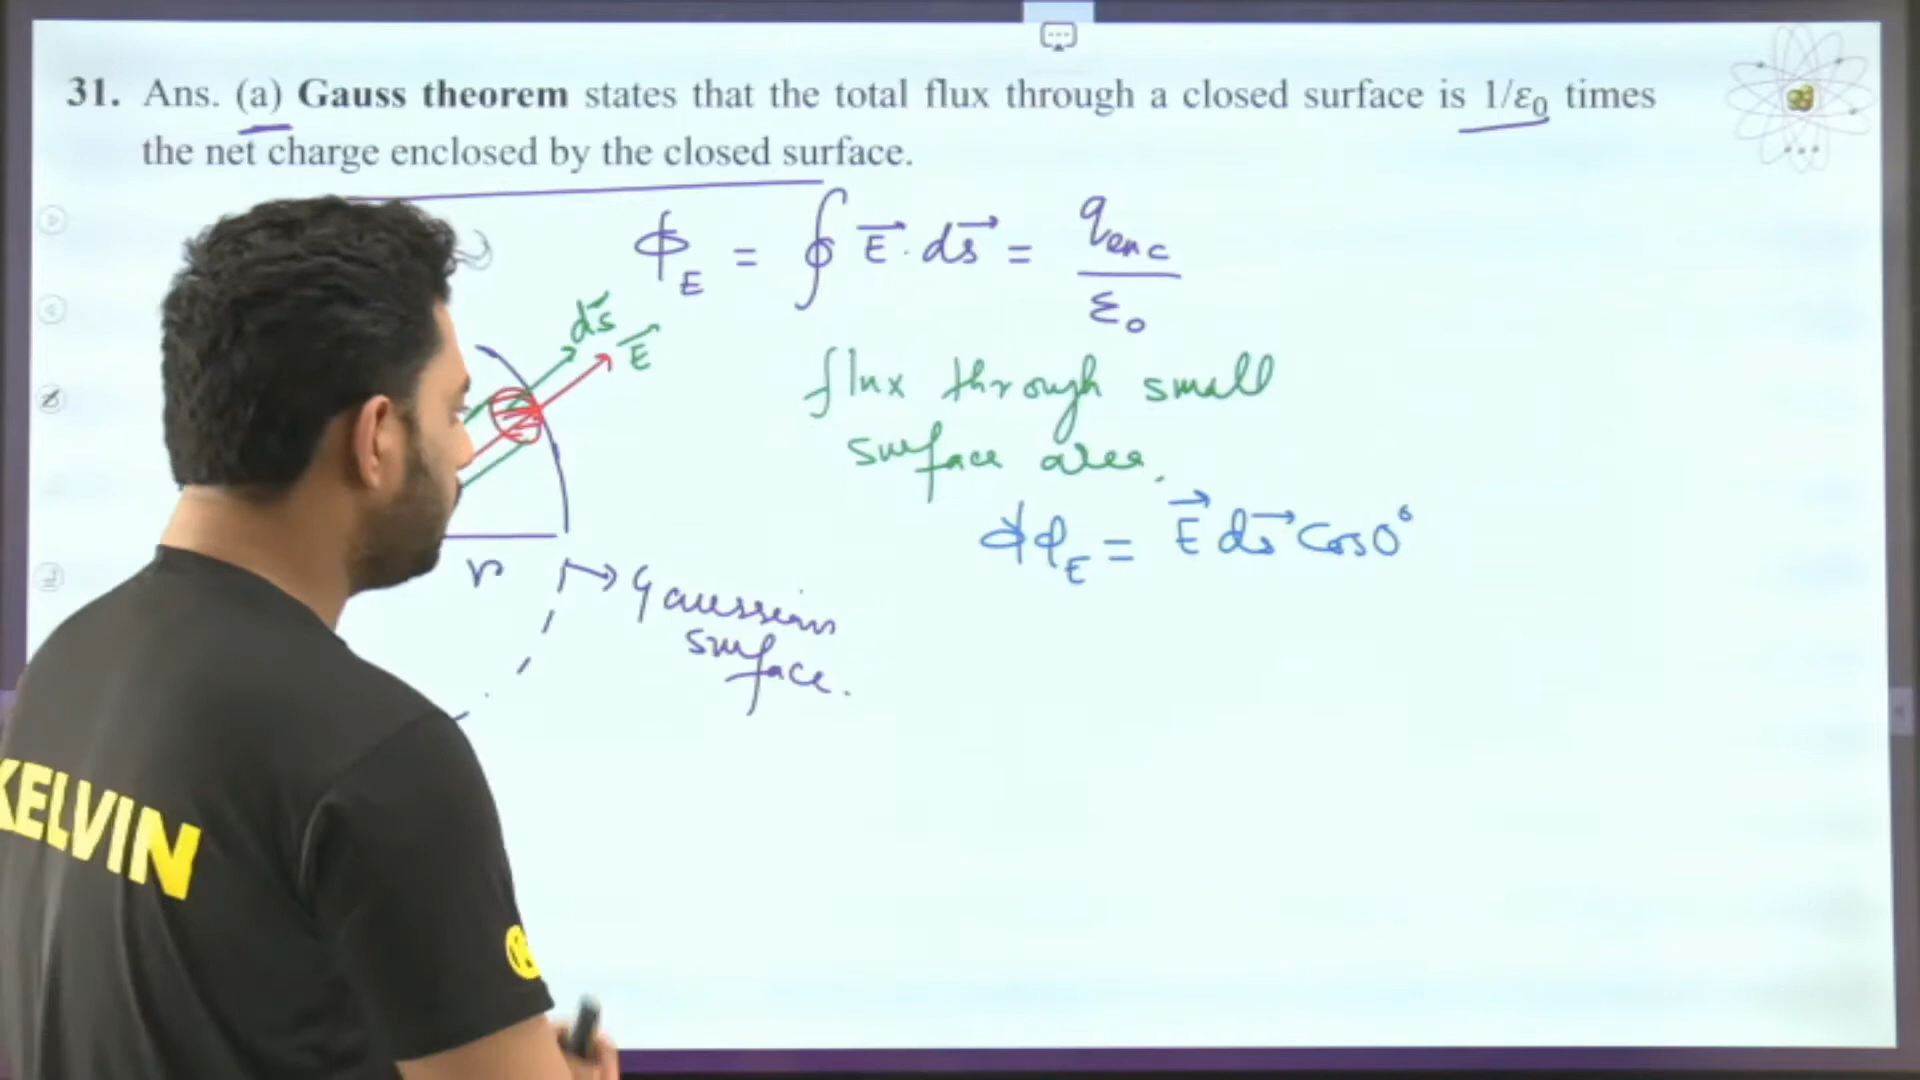 31. Ans. (a) Gauss theorem states that the total flux through a closed surface is 1/ε₀ times
the net charge enclosed by the closed surface.
ϕ_E = ∮ E⃗ . ds⃗ = q_enc / ε₀
ds⃗
E⃗
flux through small
surface area.
dϕ_E = E⃗ ds⃗ Cos0°
r
Gaussian
surface.
KELVIN